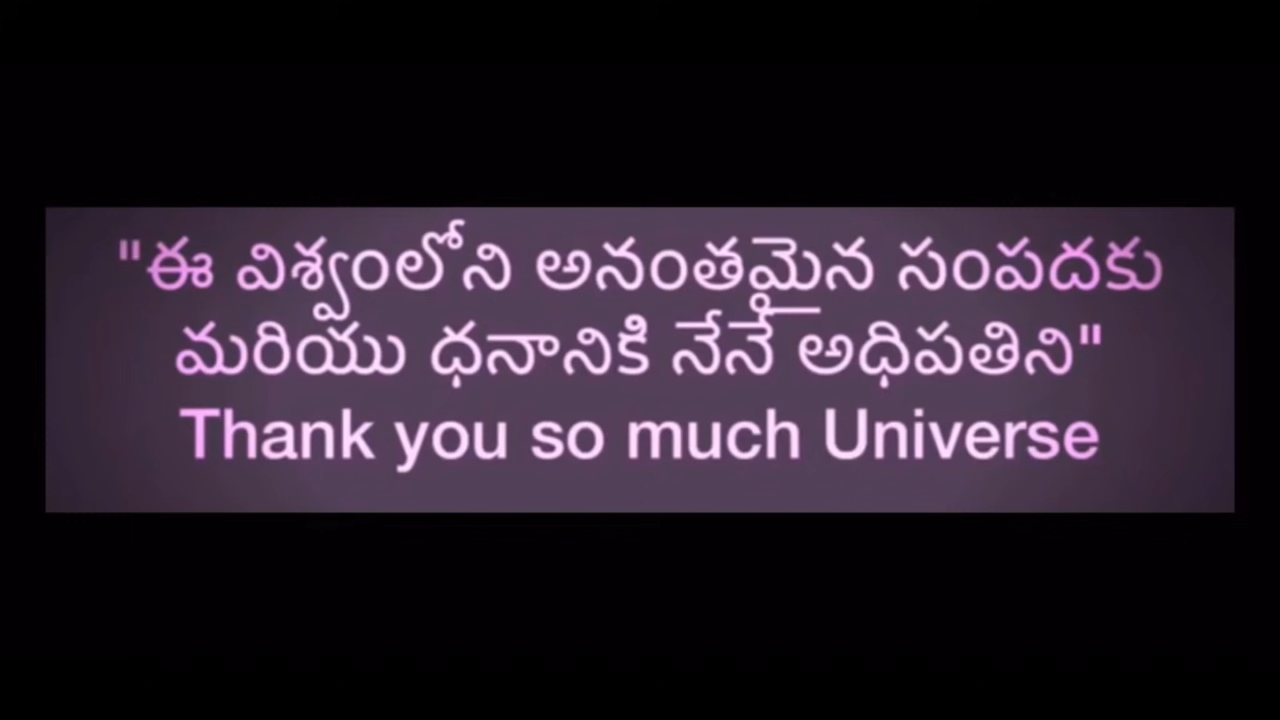 "ఈ విశ్వంలోని అనంతమైన సంపదకు
మరియు ధనానికి నేనే అధిపతిని"
Thank you so much Universe